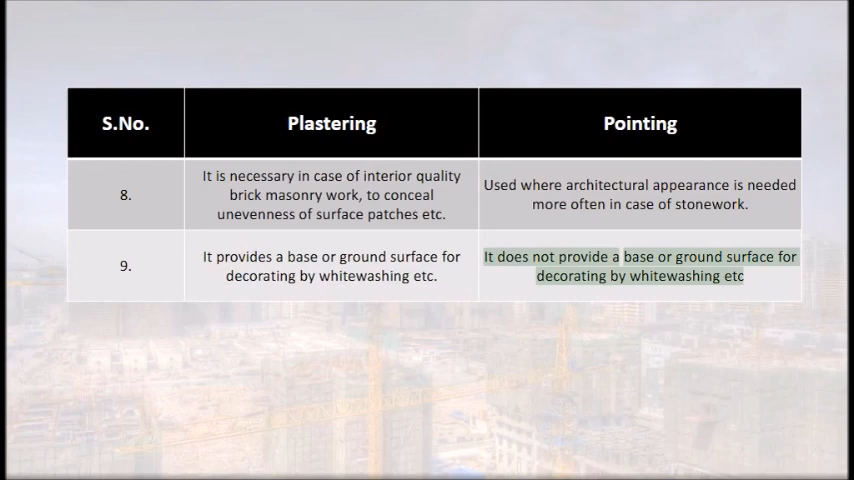 S.No. Plastering Pointing
8.
It is necessary in case of interior quality
brick masonry work, to conceal
unevenness of surface patches etc.
Used where architectural appearance is needed
more often in case of stonework.
9.
It provides a base or ground surface for
decorating by whitewashing etc.
It does not provide a base or ground surface for
decorating by whitewashing etc